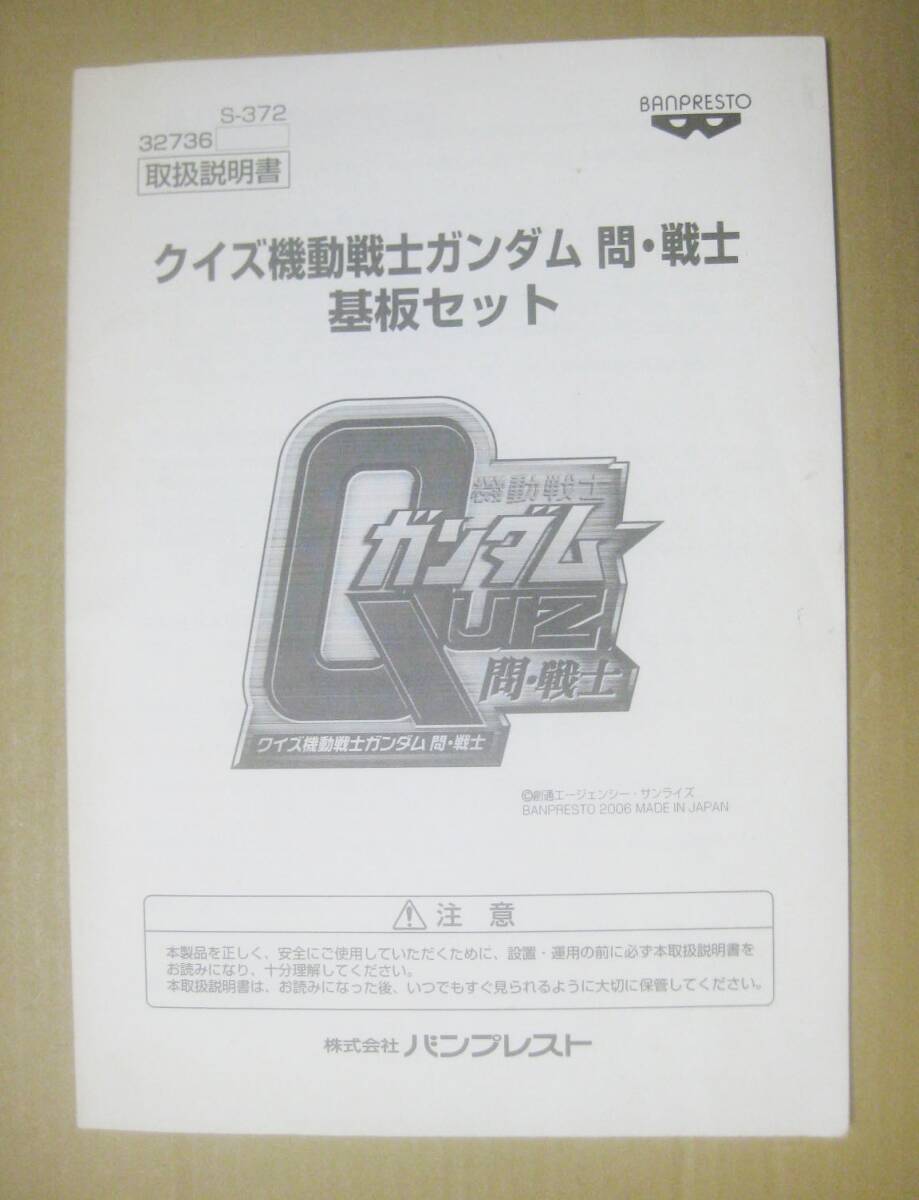 S-372
32736
取扱説明書
BANPRESTO
クイズ機動戦士ガンダム 問・戦士
基板セット
機動戦士
ガンダム
QUIZ
問・戦士
クイズ機動戦士ガンダム 問・戦士
©創通エージェンシー・サンライズ
BANPRESTO 2006 MADE IN JAPAN
注 意
本製品を正しく、安全にご使用していただくために、設置・運用の前に必ず本取扱説明書を
お読みになり、十分理解してください。
本取扱説明書は、お読みになった後、いつでもすぐ見られるように大切に保管してください。
株式会社 バンプレスト